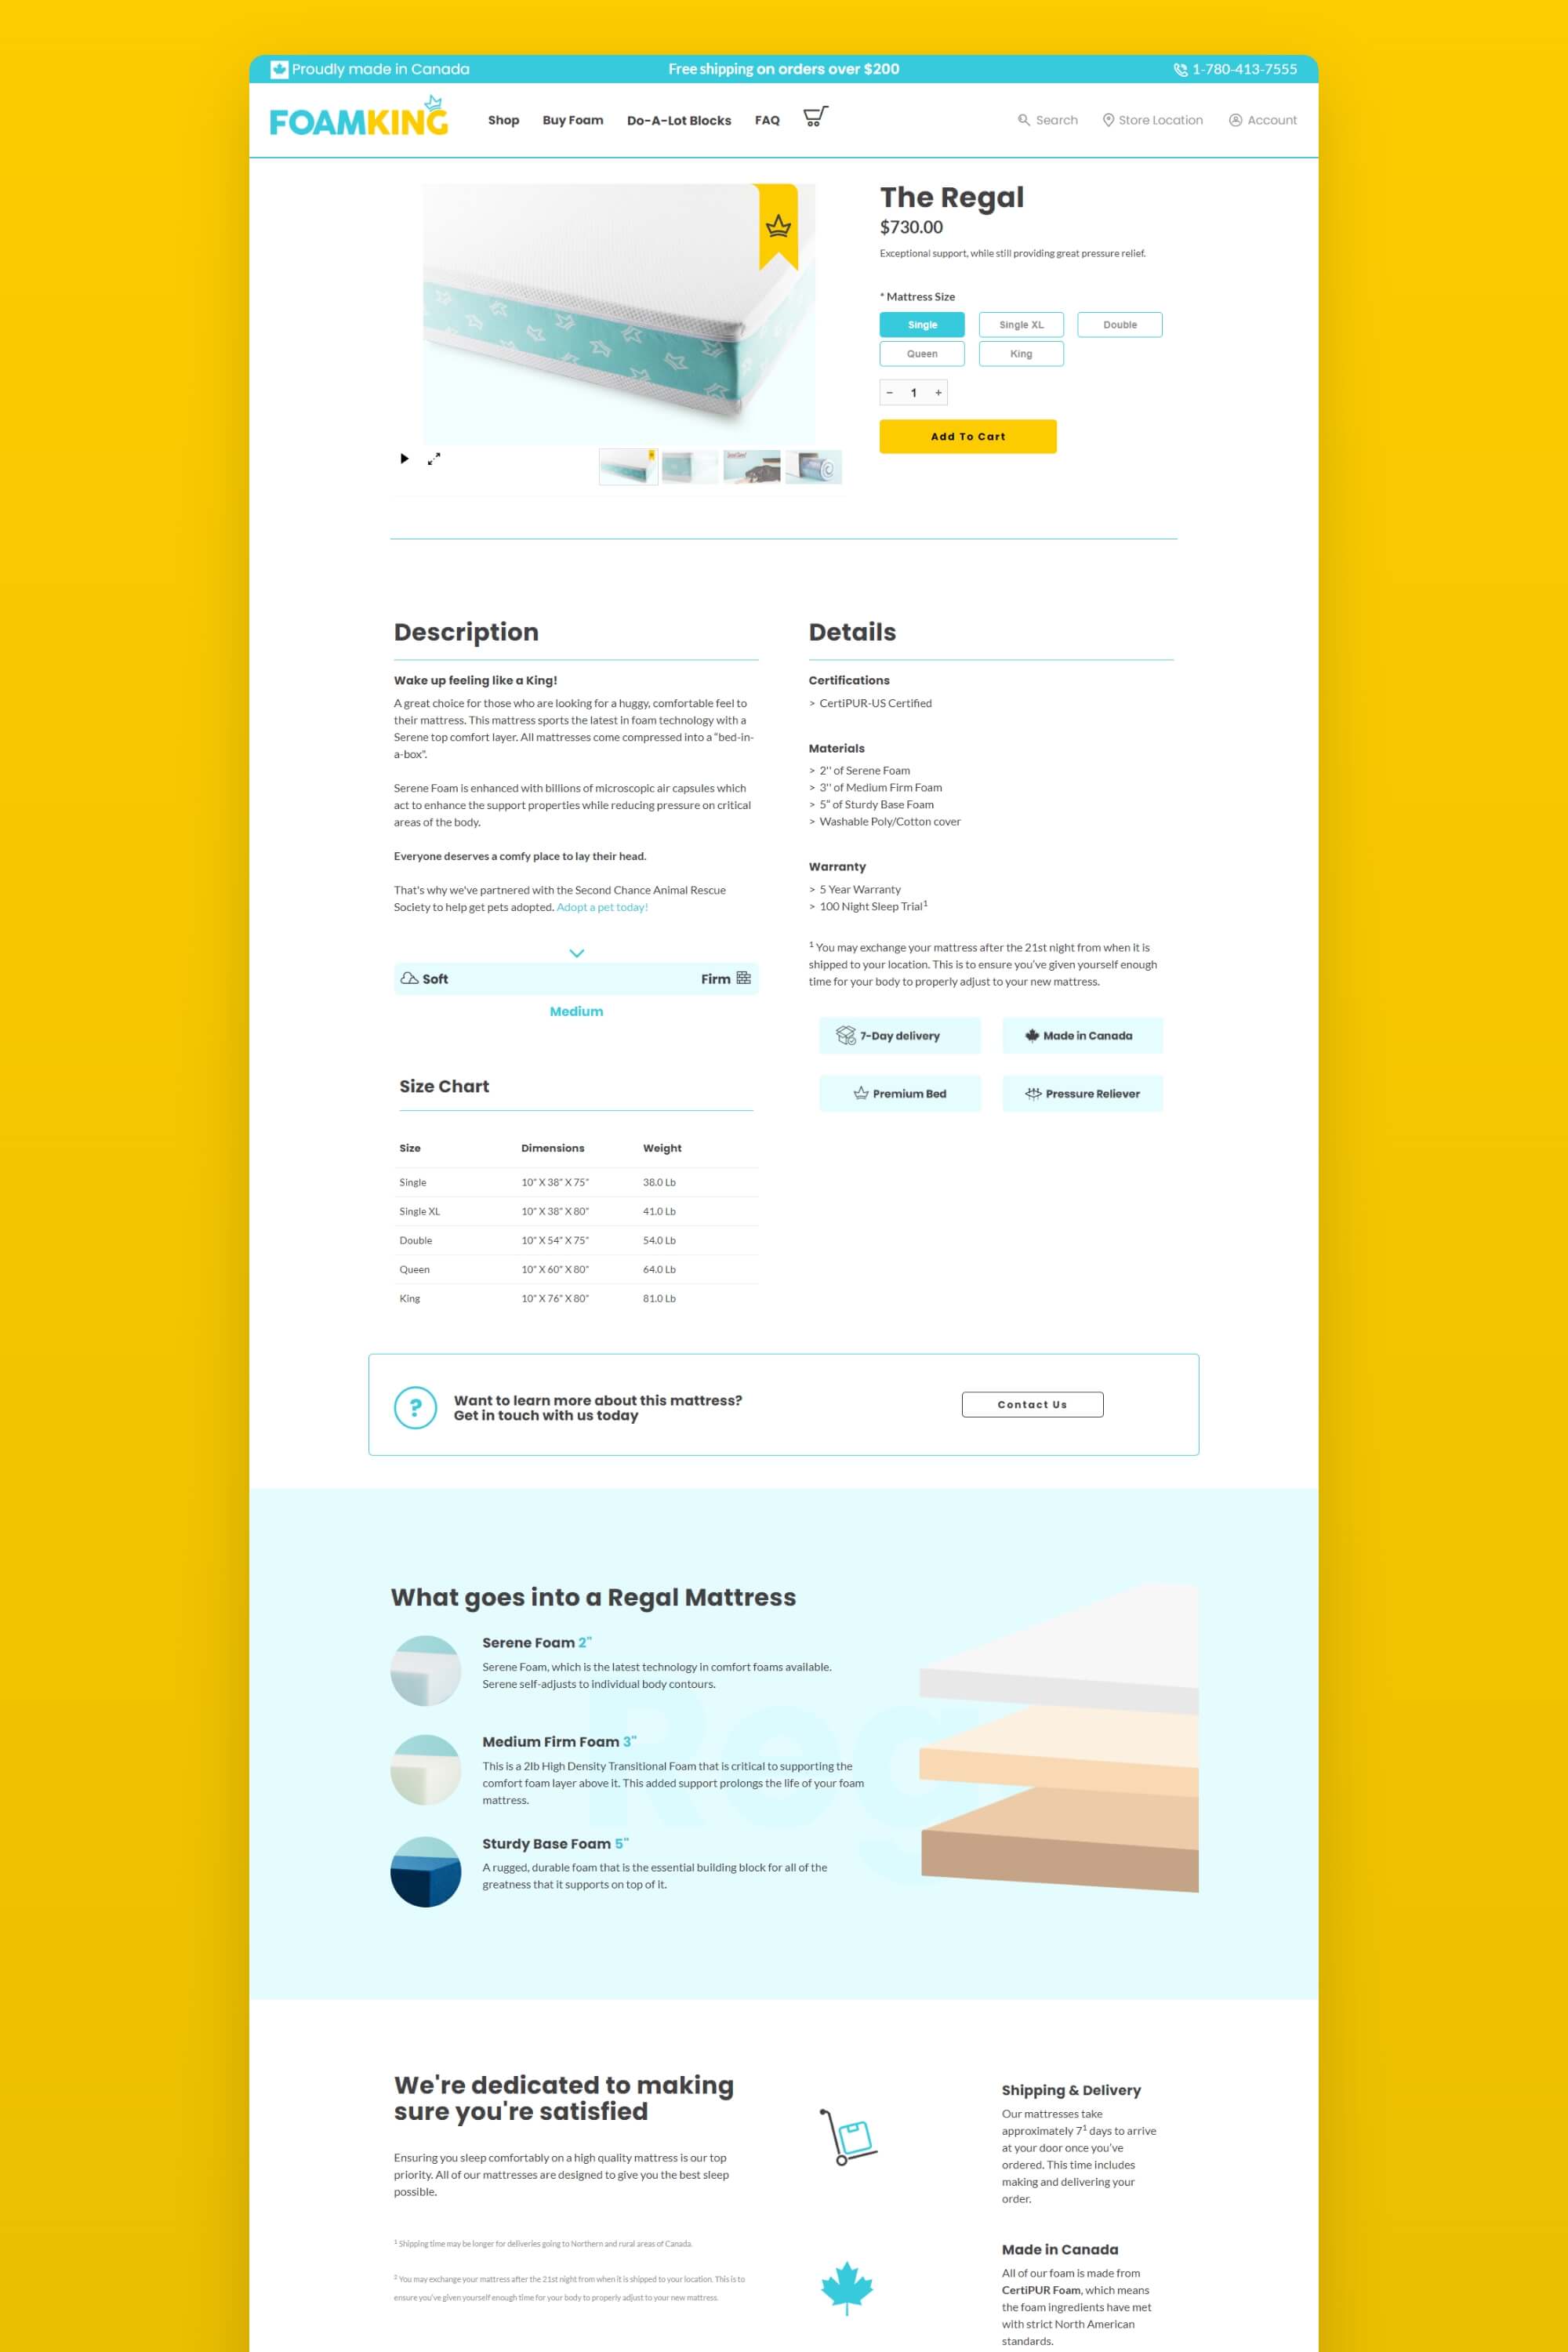 Proudly made in Canada
Free shipping on orders over $200
1-780-413-7555
FOAMKING
Shop
Buy Foam
Do-A-Lot Blocks
FAQ
Search
Store Location
Account
The Regal
$730.00
Exceptional support, while still providing great pressure relief.
* Mattress Size
Single
Single XL
Double
Queen
King
− 1 +
Add To Cart
Description
Wake up feeling like a King!
A great choice for those who are looking for a huggy, comfortable feel to
their mattress. This mattress sports the latest in foam technology with a
Serene top comfort layer. All mattresses come compressed into a "bed-in-
a-box".
Serene Foam is enhanced with billions of microscopic air capsules which
act to enhance the support properties while reducing pressure on critical
areas of the body.
Everyone deserves a comfy place to lay their head.
That's why we've partnered with the Second Chance Animal Rescue
Society to help get pets adopted. Adopt a pet today!
Soft
Firm
Medium
Size Chart
Size Dimensions Weight
Single 10" X 38" X 75" 38.0 Lb
Single XL 10" X 38" X 80" 41.0 Lb
Double 10" X 54" X 75" 54.0 Lb
Queen 10" X 60" X 80" 64.0 Lb
King 10" X 76" X 80" 81.0 Lb
Details
Certifications
> CertiPUR-US Certified
Materials
> 2'' of Serene Foam
> 3'' of Medium Firm Foam
> 5" of Sturdy Base Foam
> Washable Poly/Cotton cover
Warranty
> 5 Year Warranty
> 100 Night Sleep Trial¹
¹ You may exchange your mattress after the 21st night from when it is
shipped to your location. This is to ensure you've given yourself enough
time for your body to properly adjust to your new mattress.
7-Day delivery
Made in Canada
Premium Bed
Pressure Reliever
?
Want to learn more about this mattress?
Get in touch with us today
Contact Us
What goes into a Regal Mattress
Serene Foam 2"
Serene Foam, which is the latest technology in comfort foams available.
Serene self-adjusts to individual body contours.
Medium Firm Foam 3"
This is a 2lb High Density Transitional Foam that is critical to supporting the
comfort foam layer above it. This added support prolongs the life of your foam
mattress.
Sturdy Base Foam 5"
A rugged, durable foam that is the essential building block for all of the
greatness that it supports on top of it.
Reg
We're dedicated to making
sure you're satisfied
Ensuring you sleep comfortably on a high quality mattress is our top
priority. All of our mattresses are designed to give you the best sleep
possible.
¹ Shipping time may be longer for deliveries going to Northern and rural areas of Canada.
² You may exchange your mattress after the 21st night from when it is shipped to your location. This is to
ensure you've given yourself enough time for your body to properly adjust to your new mattress.
Shipping & Delivery
Our mattresses take
approximately 7¹ days to arrive
at your door once you've
ordered. This time includes
making and delivering your
order.
Made in Canada
All of our foam is made from
CertiPUR Foam, which means
the foam ingredients have met
with strict North American
standards.